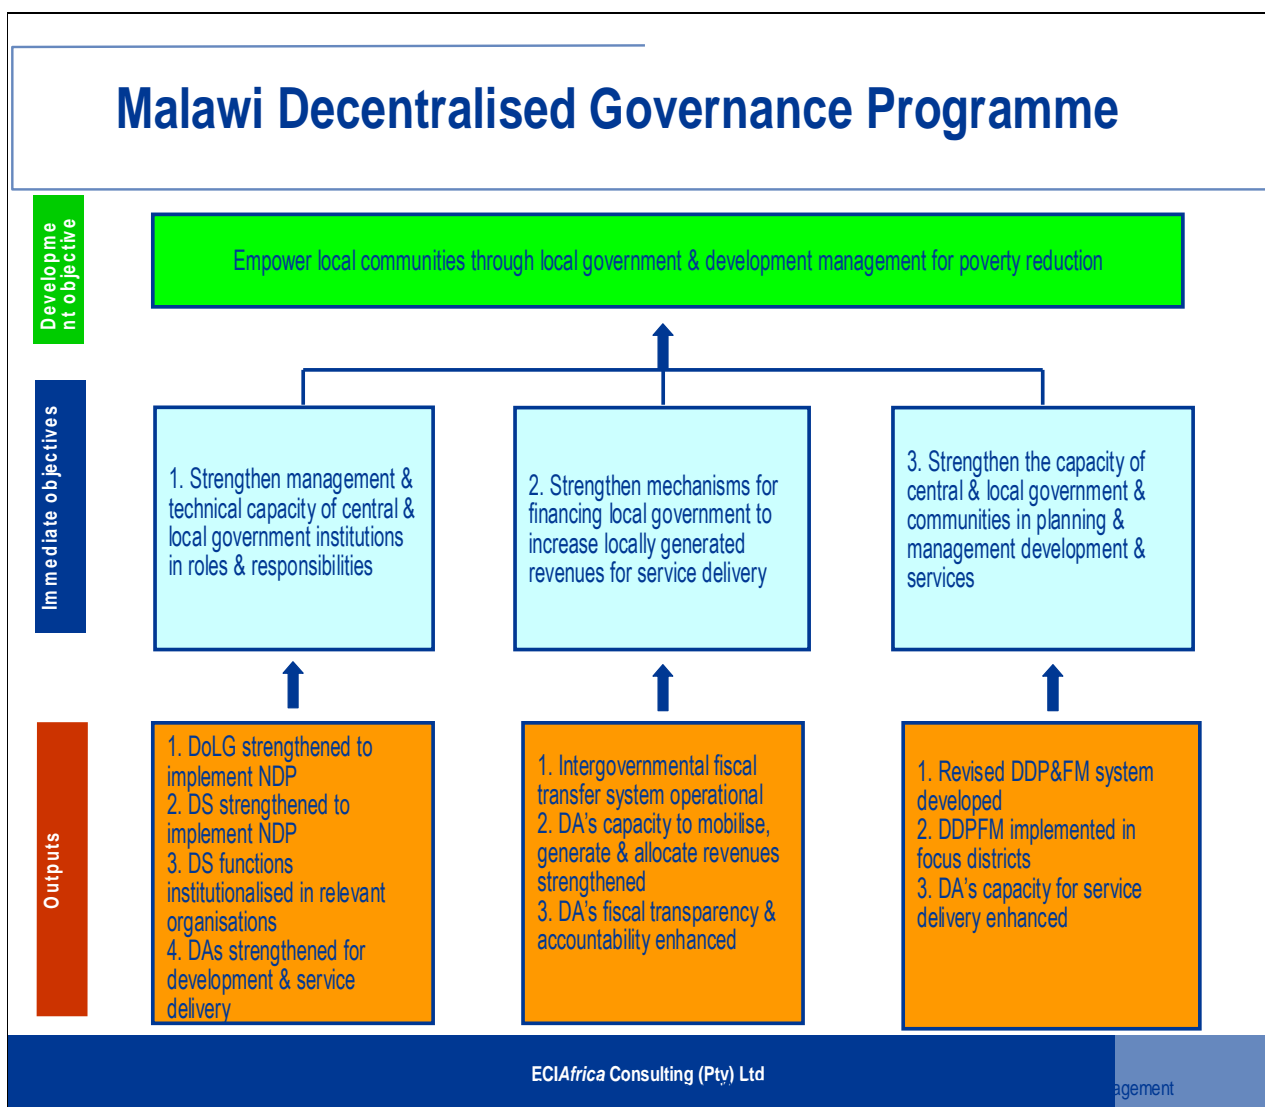 Malawi Decentralised Governance Programme
Developme
nt objective
Empower local communities through local government & development management for poverty reduction
Immediate objectives
1. Strengthen management &
technical capacity of central &
local government institutions
in roles & responsibilities
2. Strengthen mechanisms for
financing local government to
increase locally generated
revenues for service delivery
3. Strengthen the capacity of
central & local government &
communities in planning &
management development &
services
Outputs
1. DoLG strengthened to
implement NDP
2. DS strengthened to
implement NDP
3. DS functions
institutionalised in relevant
organisations
4. DAs strengthened for
development & service
delivery
1. Intergovernmental fiscal
transfer system operational
2. DA's capacity to mobilise,
generate & allocate revenues
strengthened
3. DA's fiscal transparency &
accountability enhanced
1. Revised DDP&FM system
developed
2. DDPFM implemented in
focus districts
3. DA's capacity for service
delivery enhanced
ECIAfrica Consulting (Pty) Ltd
agement